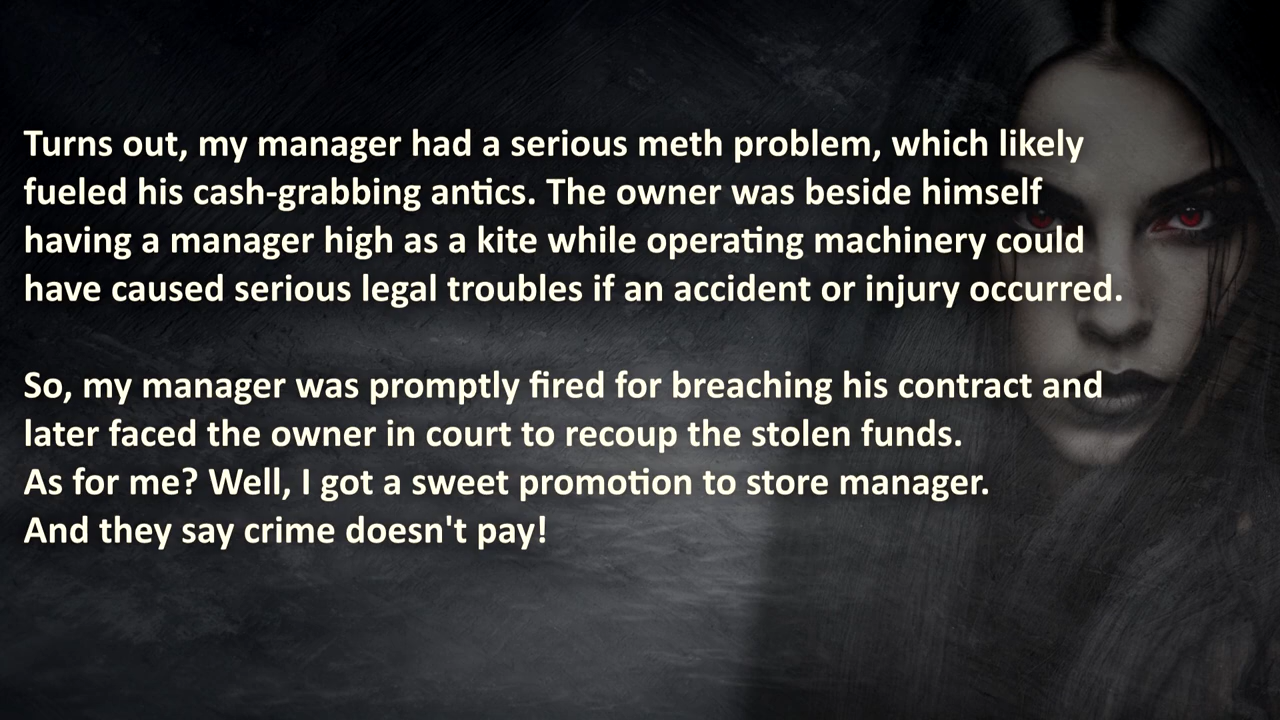 Turns out, my manager had a serious meth problem, which likely
fueled his cash-grabbing antics. The owner was beside himself
having a manager high as a kite while operating machinery could
have caused serious legal troubles if an accident or injury occurred.
So, my manager was promptly fired for breaching his contract and
later faced the owner in court to recoup the stolen funds.
As for me? Well, I got a sweet promotion to store manager.
And they say crime doesn't pay!